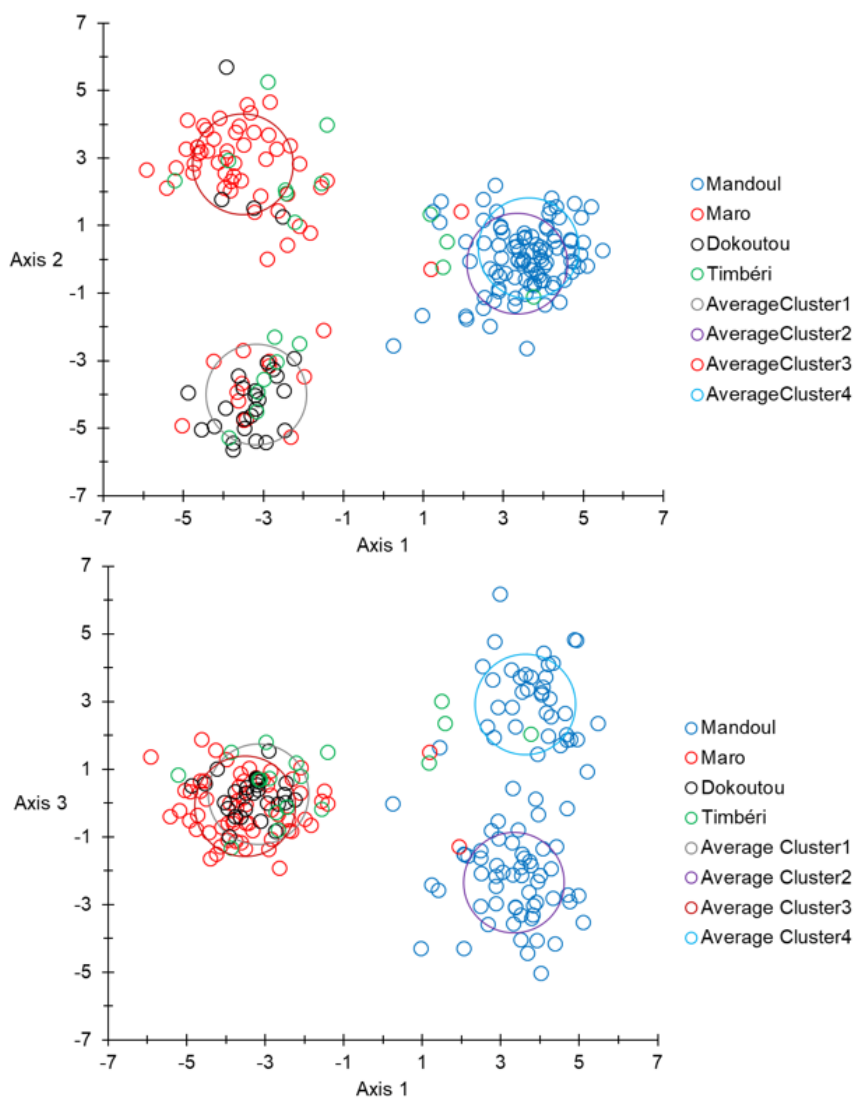 7
5
3
1
-1
-3
-5
-7
Axis 2
-7
-5
-3
-1
1
3
5
7
Axis 1
Mandoul
Maro
Dokoutou
Timbéri
AverageCluster1
AverageCluster2
AverageCluster3
AverageCluster4
7
5
3
1
-1
-3
-5
-7
Axis 3
-7
-5
-3
-1
1
3
5
7
Axis 1
Mandoul
Maro
Dokoutou
Timbéri
Average Cluster1
Average Cluster2
Average Cluster3
Average Cluster4